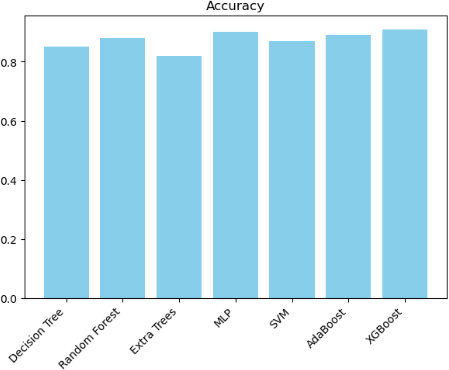 Accuracy
0.8
0.6
0.4
0.2
0.0
Decision Tree
Random Forest
Extra Trees
MLP
SVM
AdaBoost
XGBoost